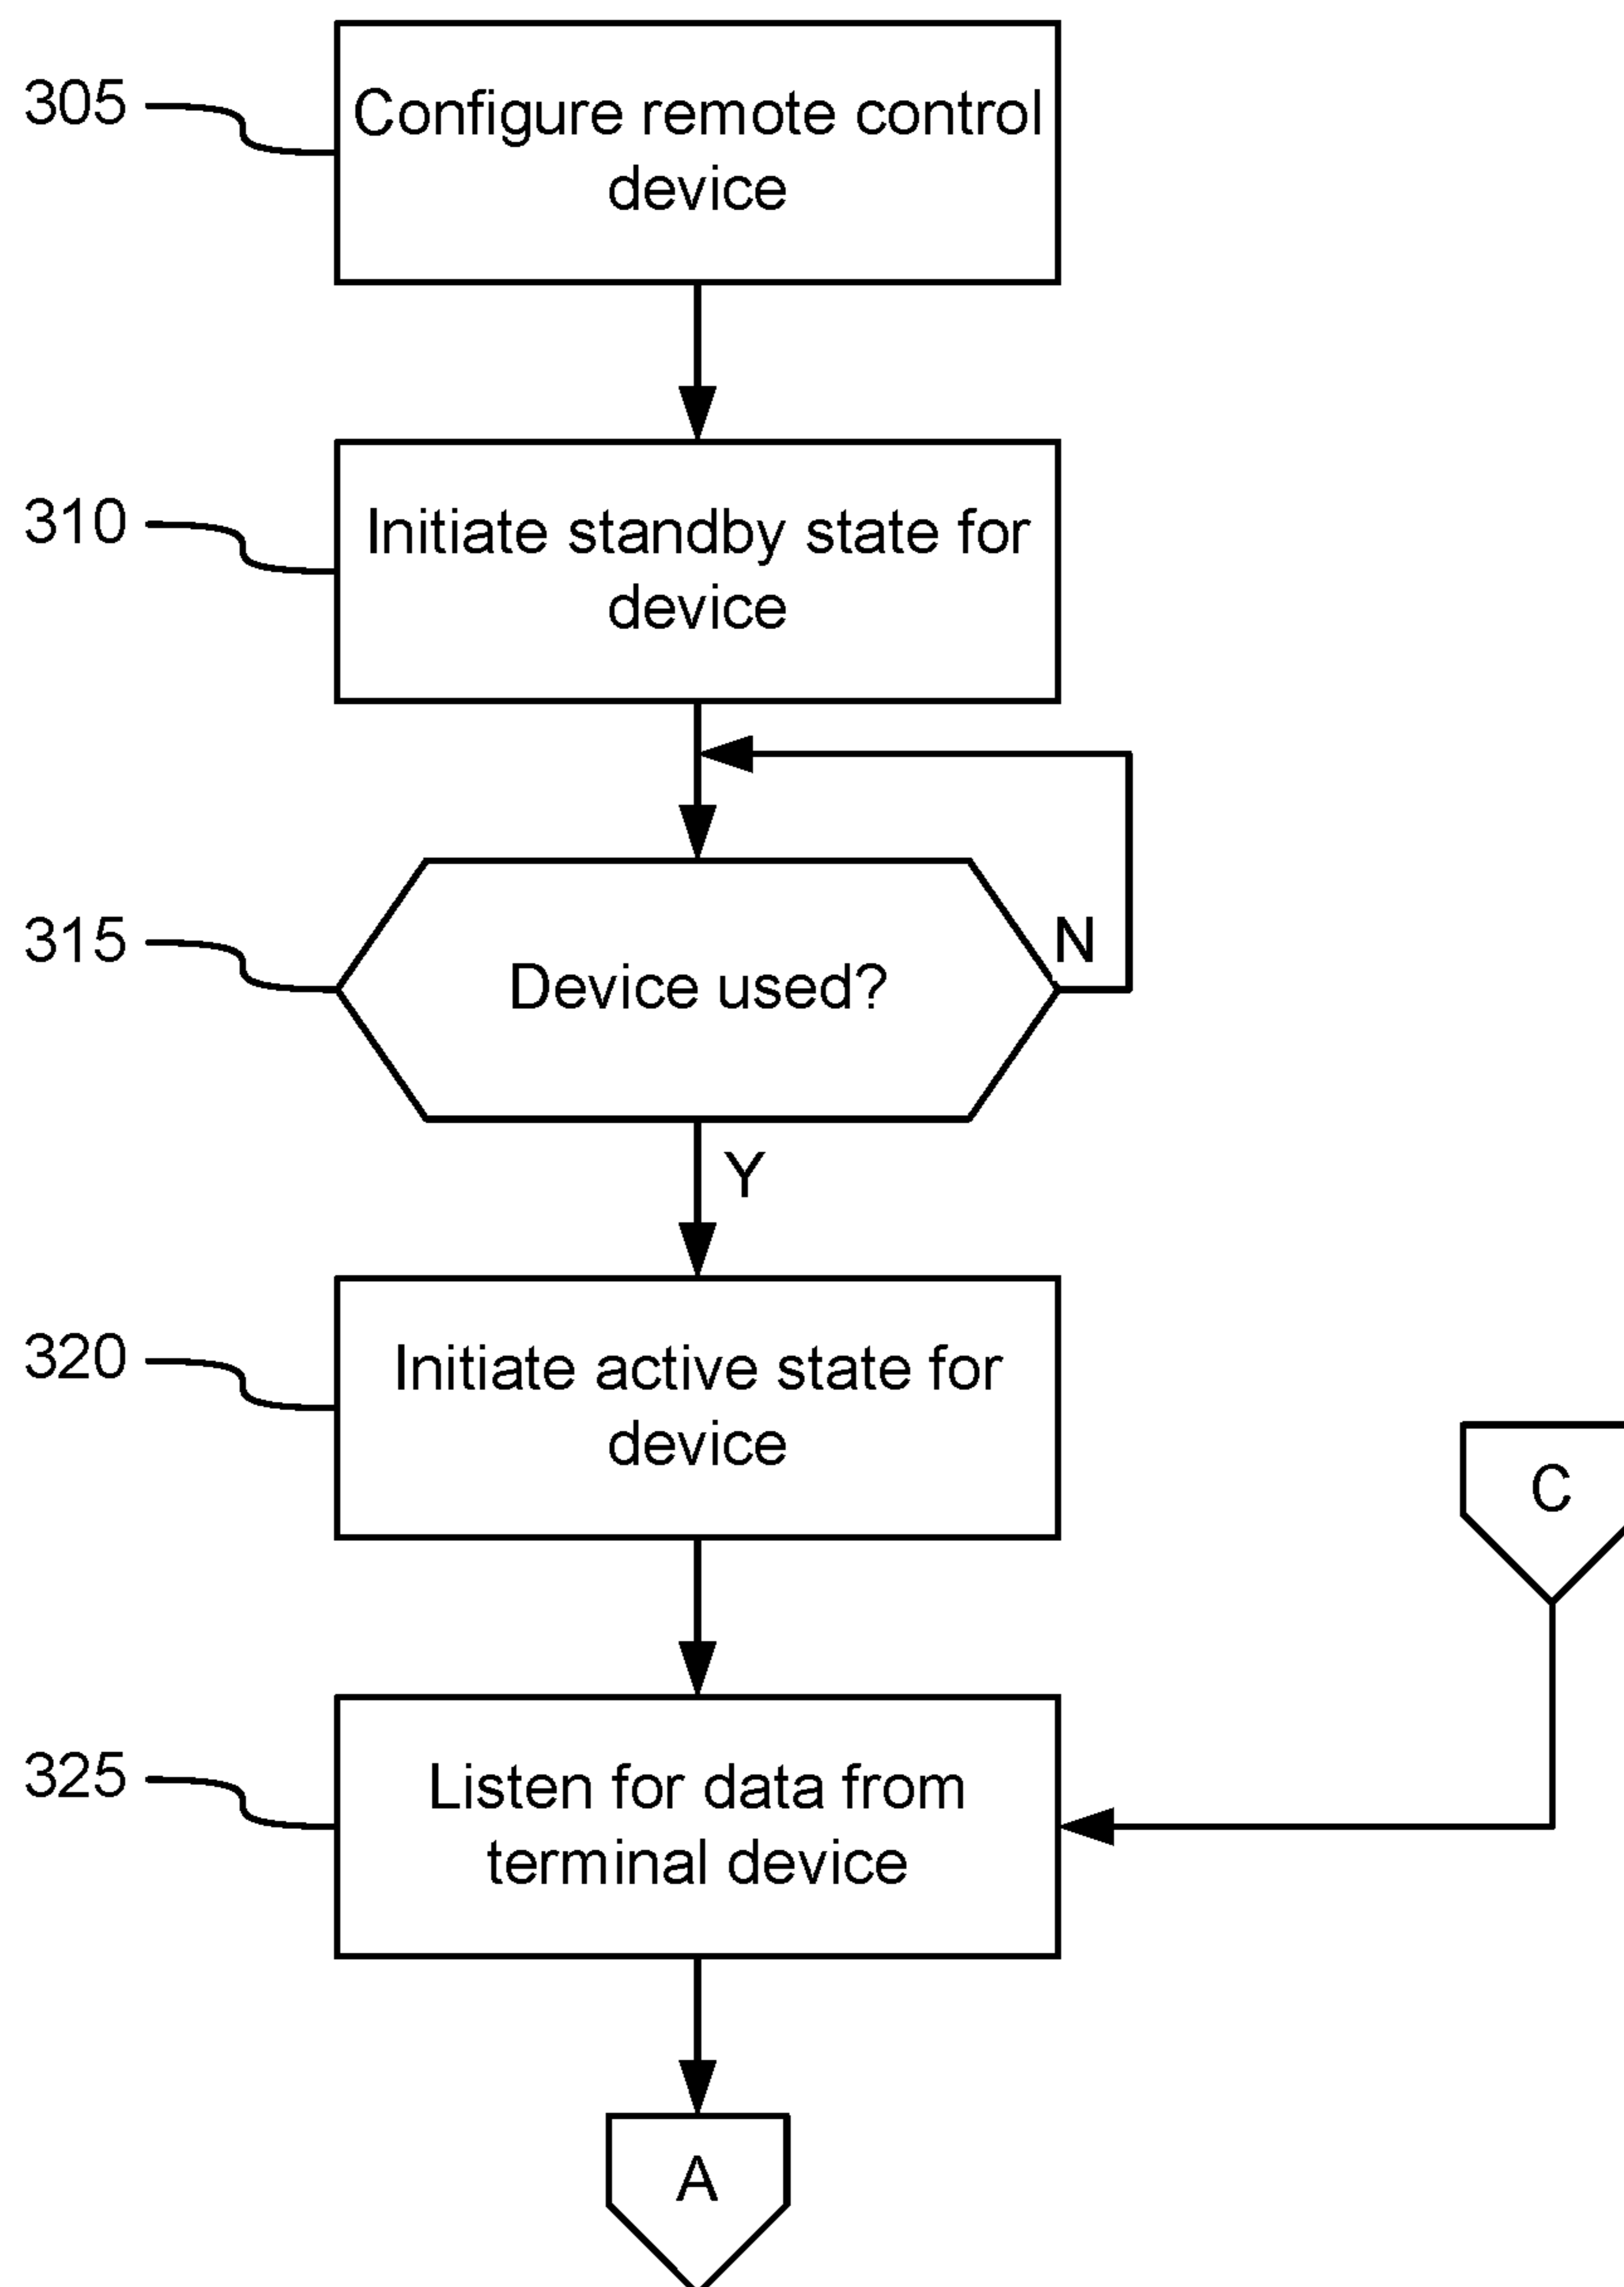 305
Configure remote control
device
310
Initiate standby state for
device
315
Device used?
N
Y
320
Initiate active state for
device
C
325
Listen for data from
terminal device
A